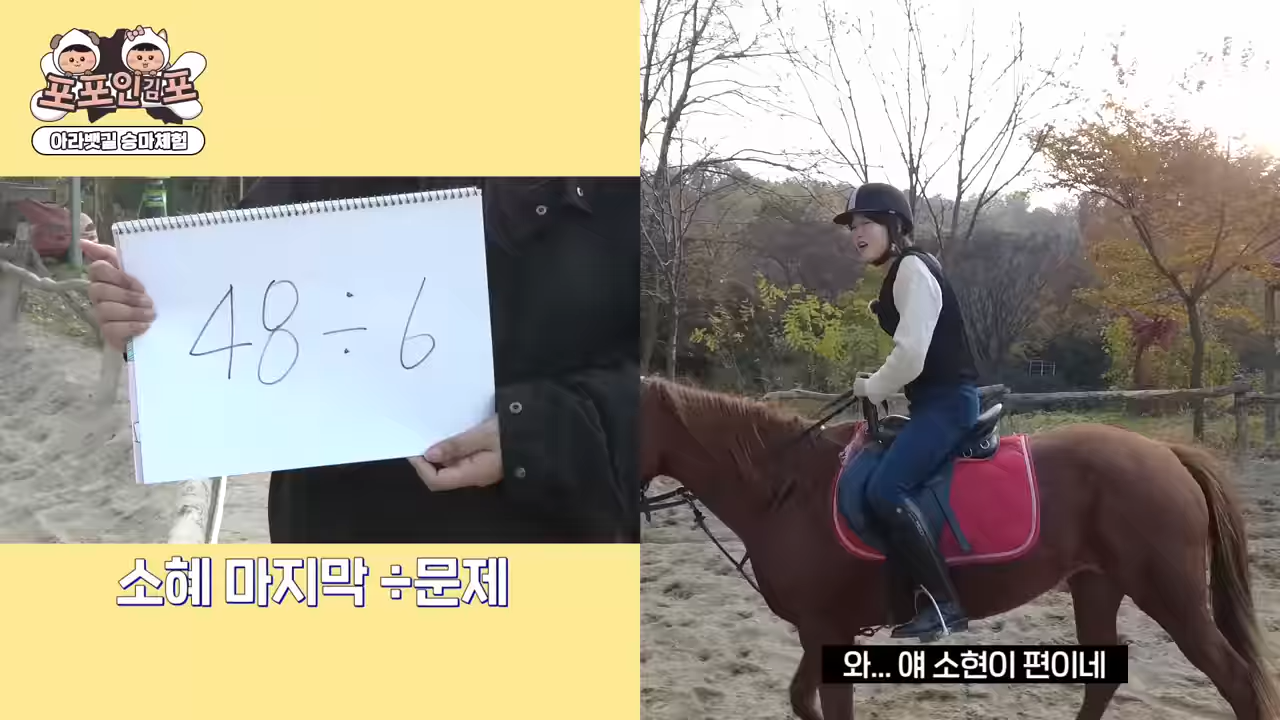 포포인김포
아라뱃길 승마체험
48÷6
소혜 마지막 ÷문제
와... 얘 소현이 편이네